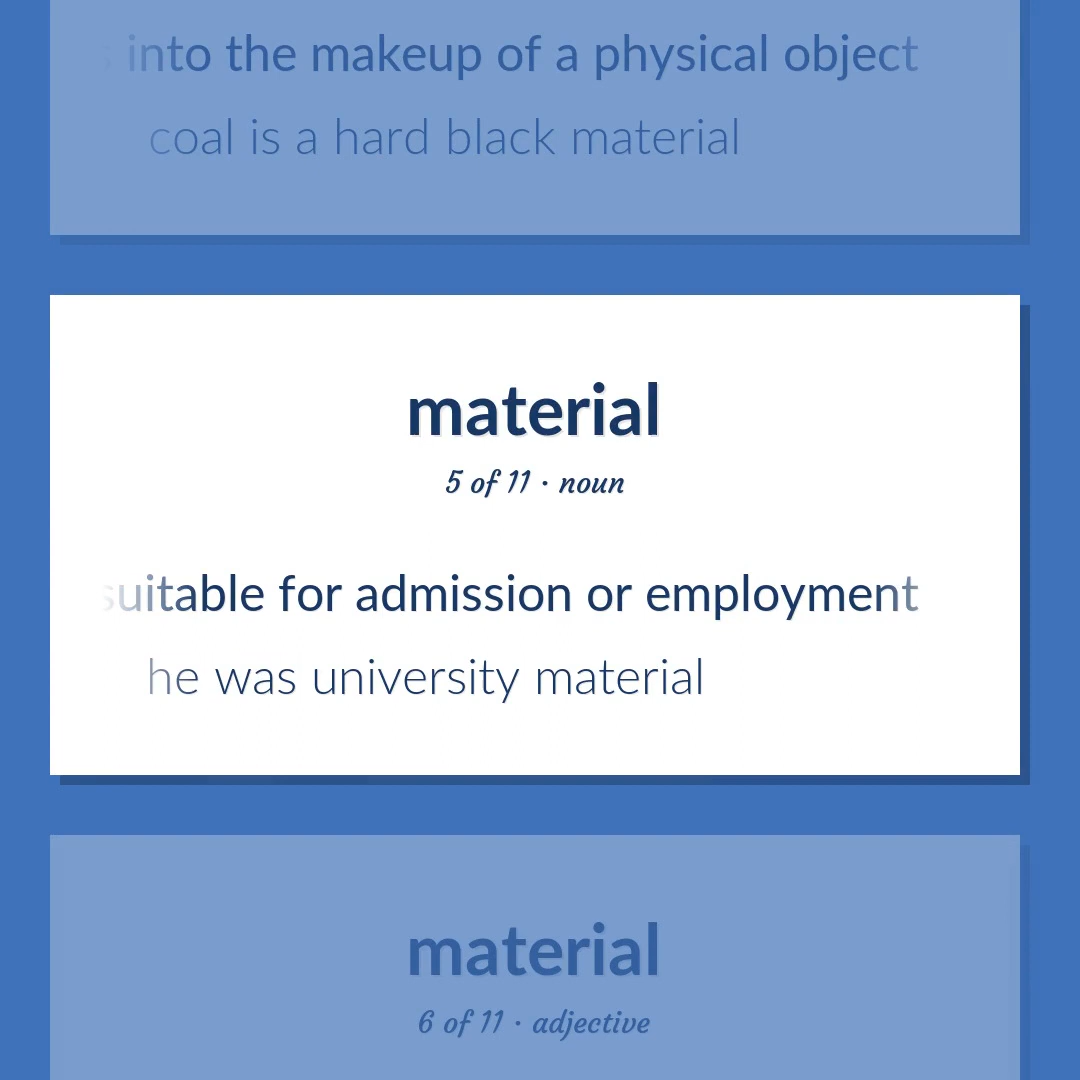 into the makeup of a physical object
coal is a hard black material
material
5 of 11 · noun
suitable for admission or employment
he was university material
material
6 of 11 · adjective